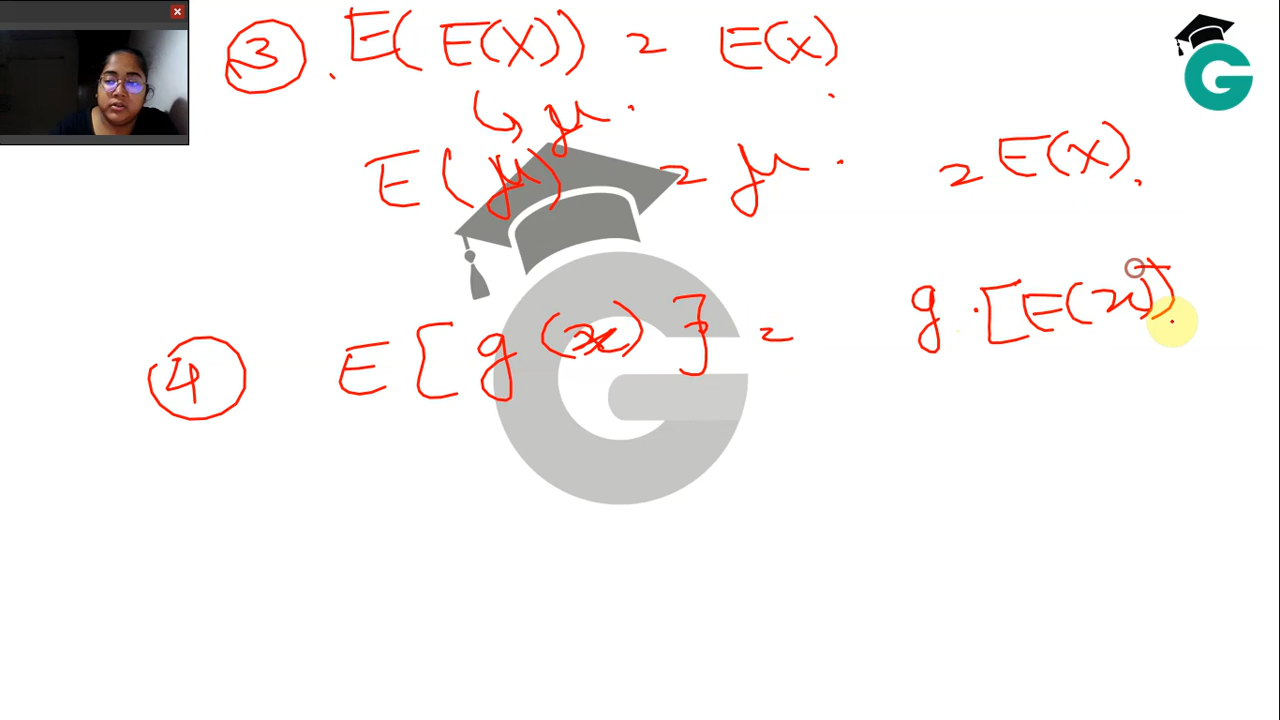 ③. E(E(X)) = E(X)
↳ μ.
E(μ) = μ. = E(X).
④ E[g(x)] = g.[E(x)].